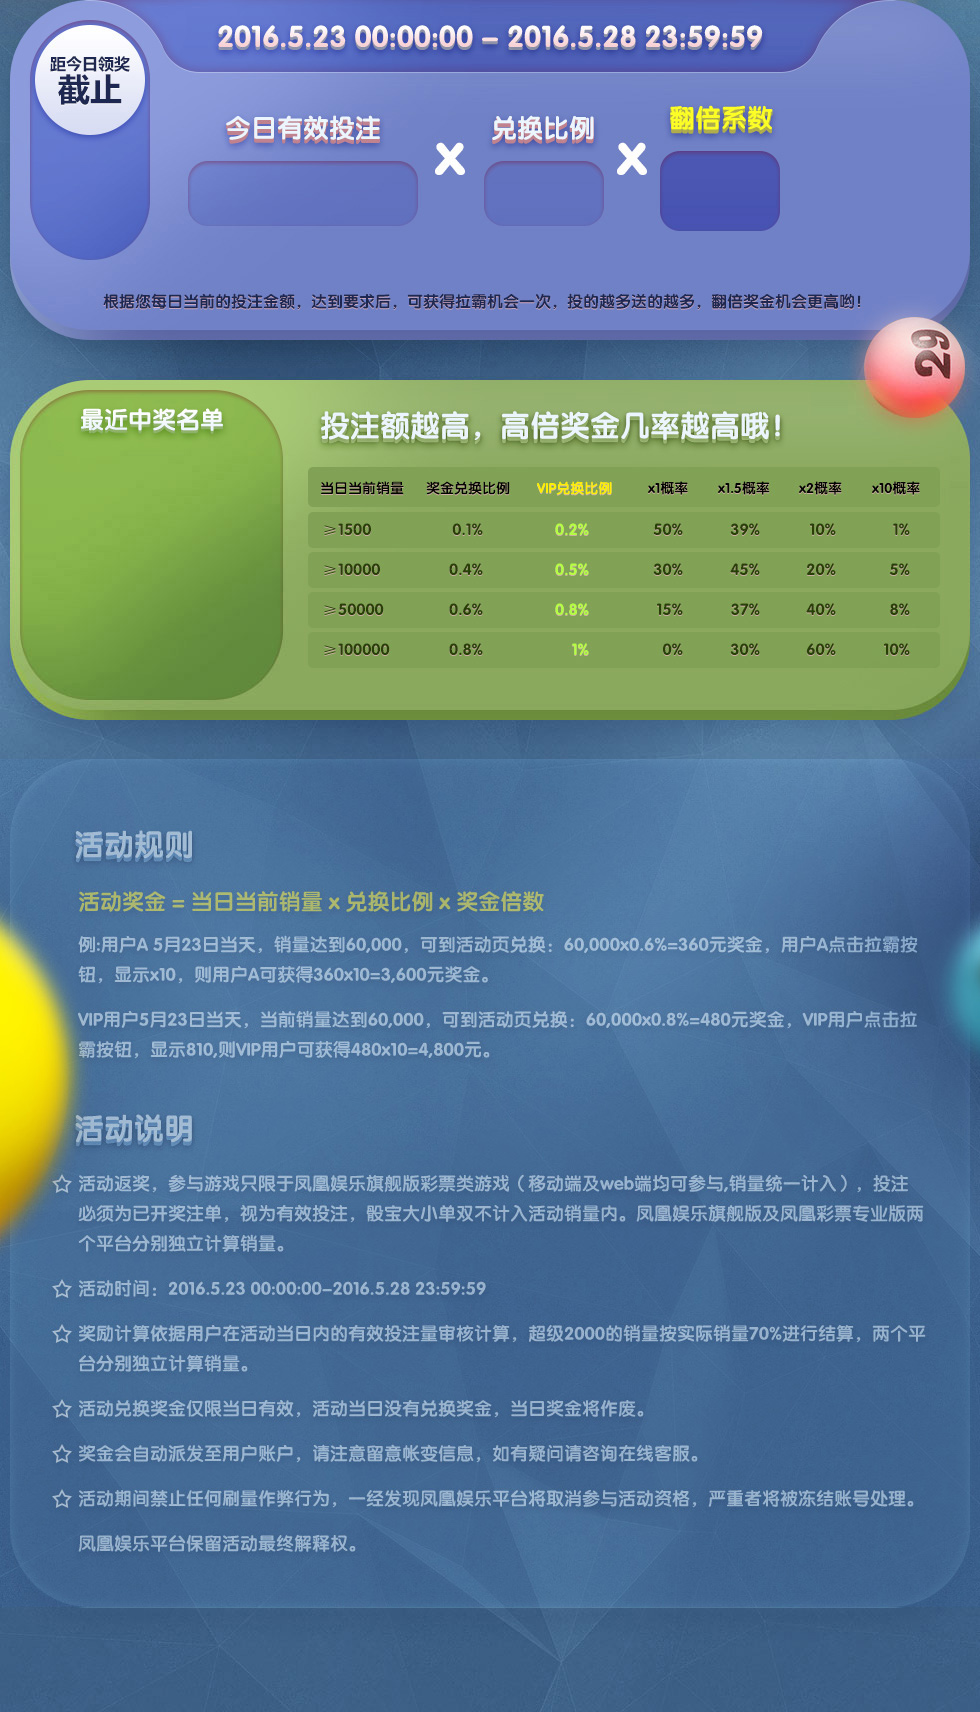 2016.5.23 00:00:00 – 2016.5.28 23:59:59
距今日领奖
截止
今日有效投注
x
兑换比例
x
翻倍系数
根据您每日当前的投注金额，达到要求后，可获得拉霸机会一次，投的越多送的越多，翻倍奖金机会更高哟！
29
最近中奖名单
投注额越高，高倍奖金几率越高哦！
当日当前销量 奖金兑换比例 VIP兑换比例 x1概率 x1.5概率 x2概率 x10概率
≥1500 0.1% 0.2% 50% 39% 10% 1%
≥10000 0.4% 0.5% 30% 45% 20% 5%
≥50000 0.6% 0.8% 15% 37% 40% 8%
≥100000 0.8% 1% 0% 30% 60% 10%
活动规则
活动奖金 = 当日当前销量 x 兑换比例 x 奖金倍数
例:用户A 5月23日当天，销量达到60,000，可到活动页兑换：60,000x0.6%=360元奖金，用户A点击拉霸按
钮，显示x10，则用户A可获得360x10=3,600元奖金。
VIP用户5月23日当天，当前销量达到60,000，可到活动页兑换：60,000x0.8%=480元奖金，VIP用户点击拉
霸按钮，显示810,则VIP用户可获得480x10=4,800元。
活动说明
活动返奖，参与游戏只限于凤凰娱乐旗舰版彩票类游戏（移动端及web端均可参与,销量统一计入），投注
必须为已开奖注单，视为有效投注，骰宝大小单双不计入活动销量内。凤凰娱乐旗舰版及凤凰彩票专业版两
个平台分别独立计算销量。
活动时间：2016.5.23 00:00:00–2016.5.28 23:59:59
奖励计算依据用户在活动当日内的有效投注量审核计算，超级2000的销量按实际销量70%进行结算，两个平
台分别独立计算销量。
活动兑换奖金仅限当日有效，活动当日没有兑换奖金，当日奖金将作废。
奖金会自动派发至用户账户，请注意留意帐变信息，如有疑问请咨询在线客服。
活动期间禁止任何刷量作弊行为，一经发现凤凰娱乐平台将取消参与活动资格，严重者将被冻结账号处理。
凤凰娱乐平台保留活动最终解释权。